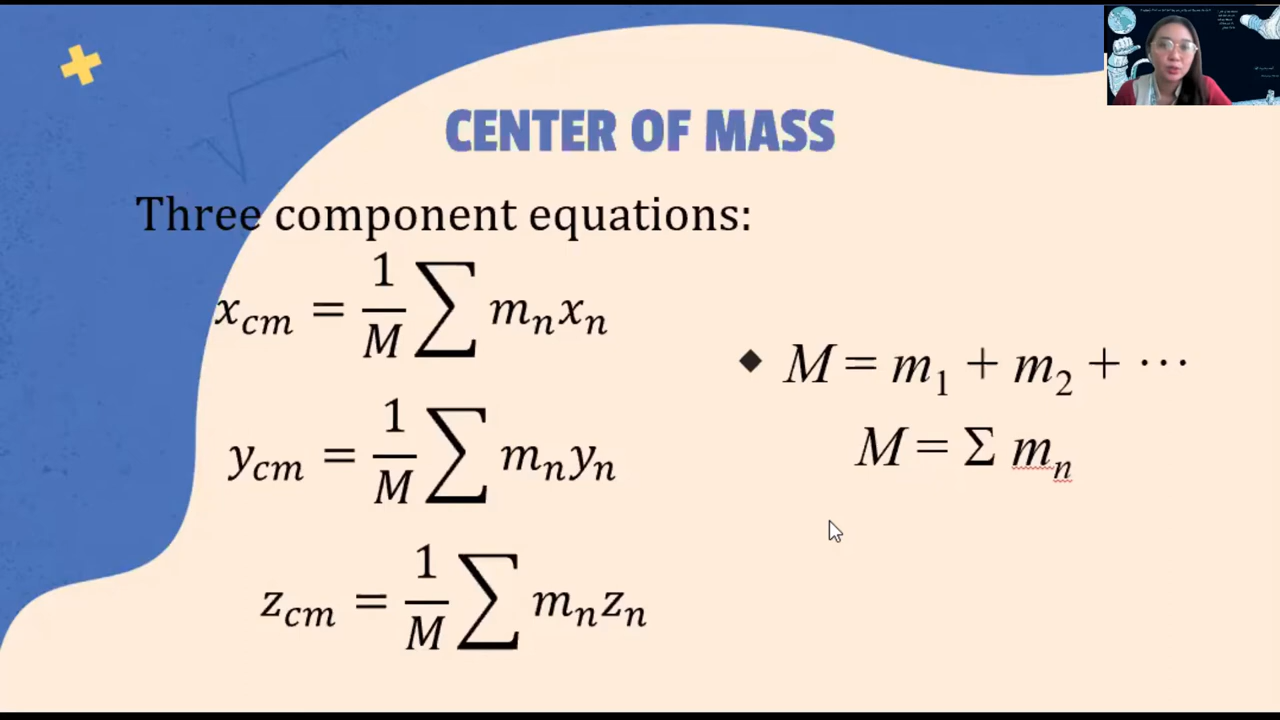 CENTER OF MASS
Three component equations:
x_cm = 1/M ∑ m_n x_n
y_cm = 1/M ∑ m_n y_n
z_cm = 1/M ∑ m_n z_n
◆ M = m_1 + m_2 + ⋯
M = Σ m_n